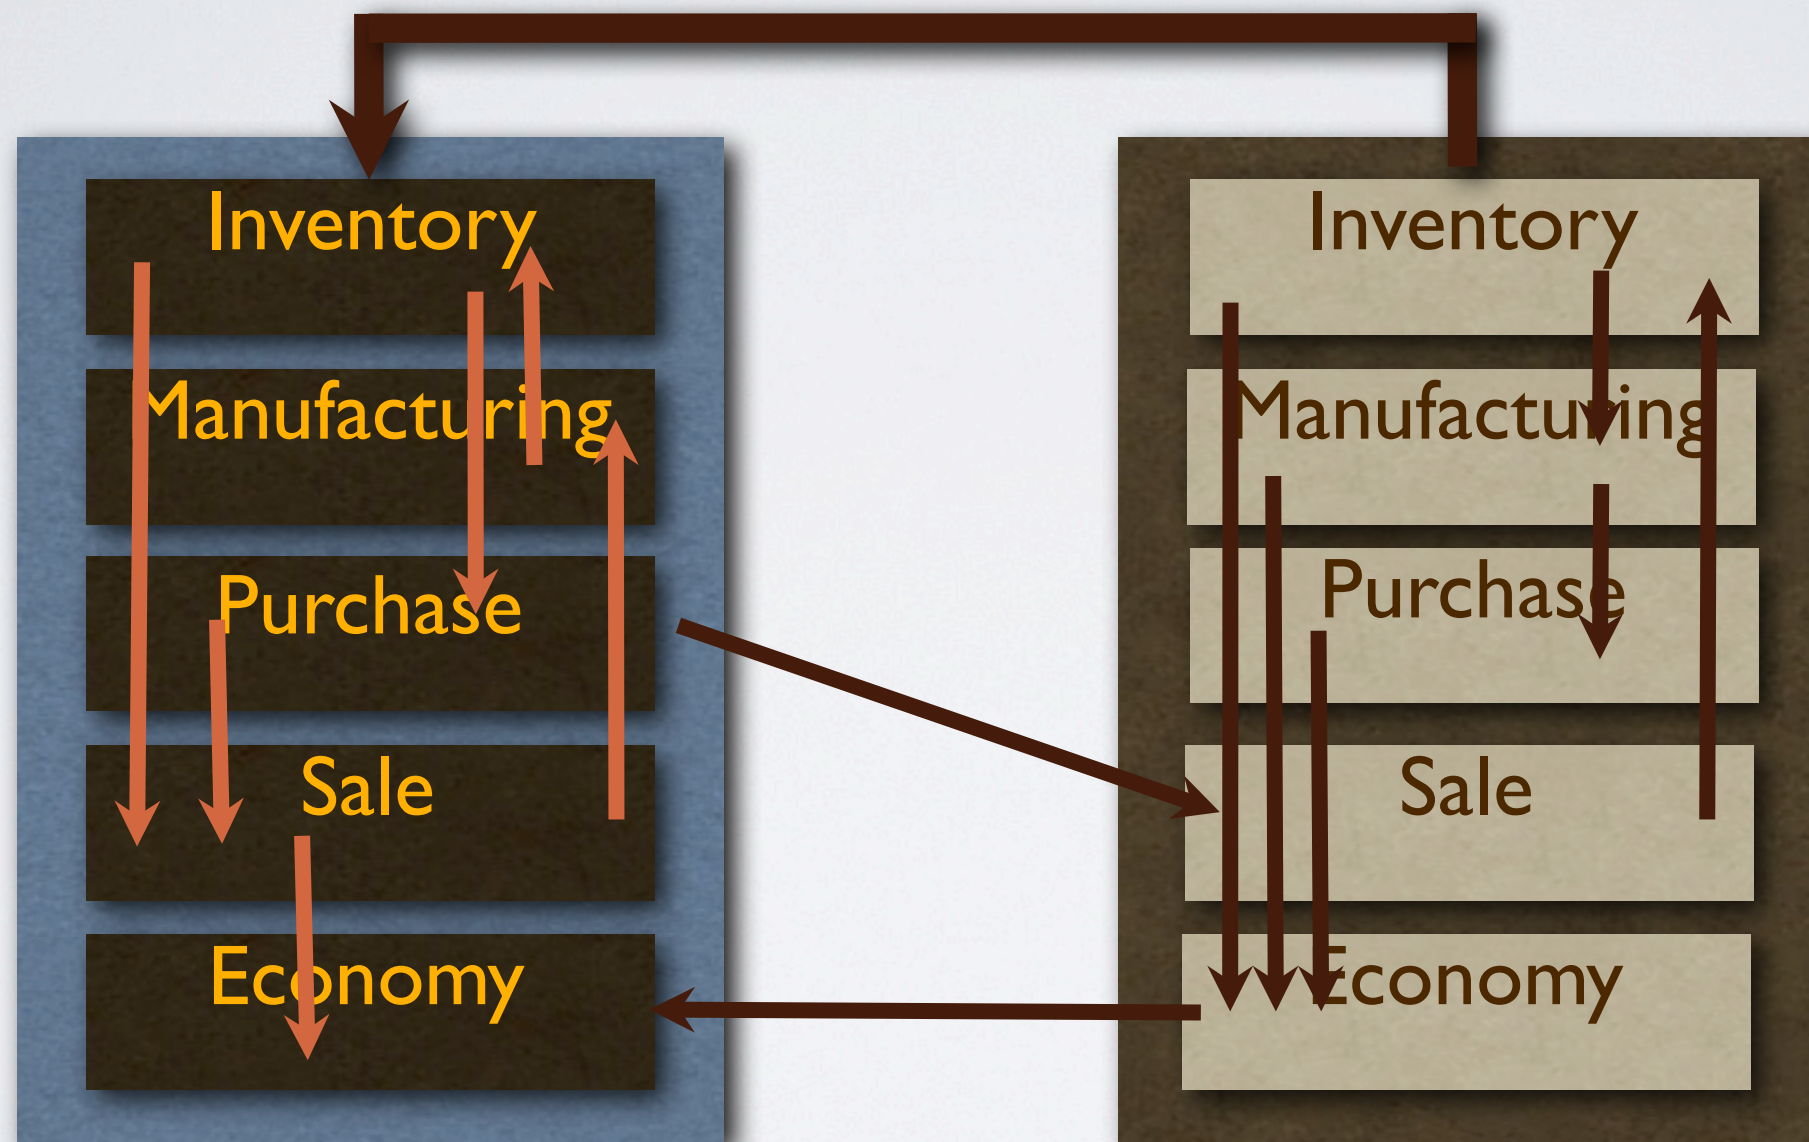 Inventory
Manufacturing
Purchase
Sale
Economy
Inventory
Manufacturing
Purchase
Sale
Economy